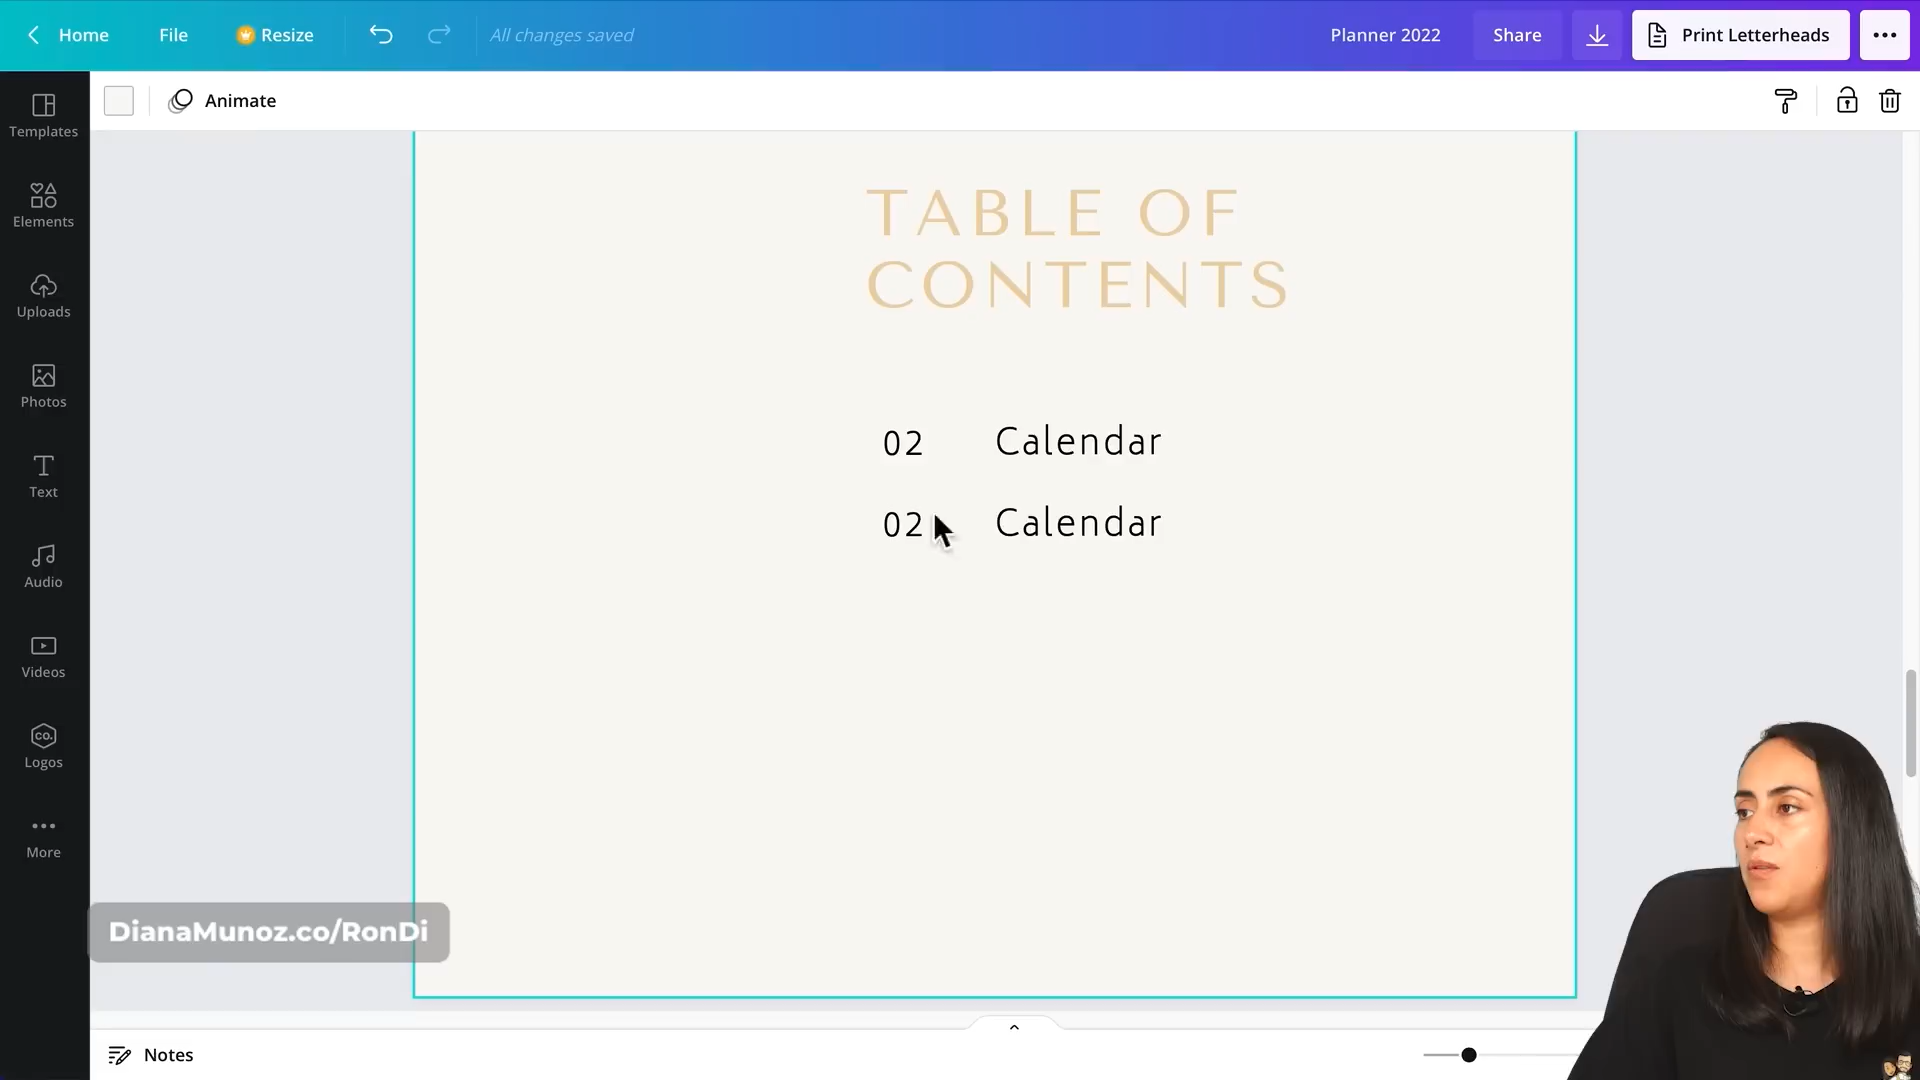 Home
File
Resize
All changes saved
Planner 2022
Share
Print Letterheads
Animate
Templates
Elements
Uploads
Photos
Text
Audio
Videos
CO.
Logos
More
TABLE OF
CONTENTS
02 Calendar
02 Calendar
DianaMunoz.co/RonDi
Notes